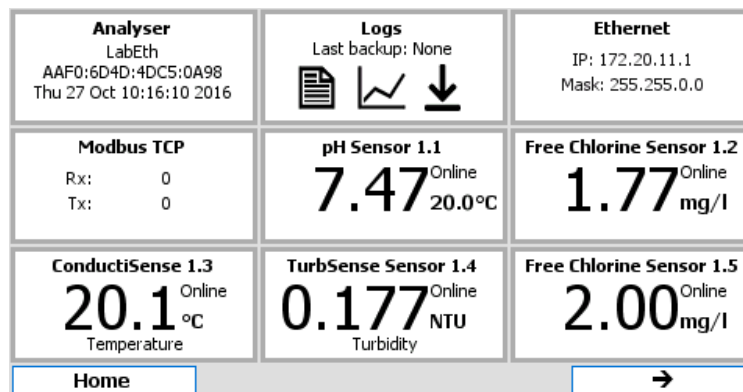 Analyser
LabEth
AAF0:6D4D:4DC5:0A98
Thu 27 Oct 10:16:10 2016
Logs
Last backup: None
Ethernet
IP: 172.20.11.1
Mask: 255.255.0.0
Modbus TCP
Rx: 0
Tx: 0
pH Sensor 1.1
7.47 Online
20.0°C
Free Chlorine Sensor 1.2
1.77 Online
mg/l
ConductiSense 1.3
20.1 Online
°C
Temperature
TurbSense Sensor 1.4
0.177 Online
NTU
Turbidity
Free Chlorine Sensor 1.5
2.00 Online
mg/l
Home
→